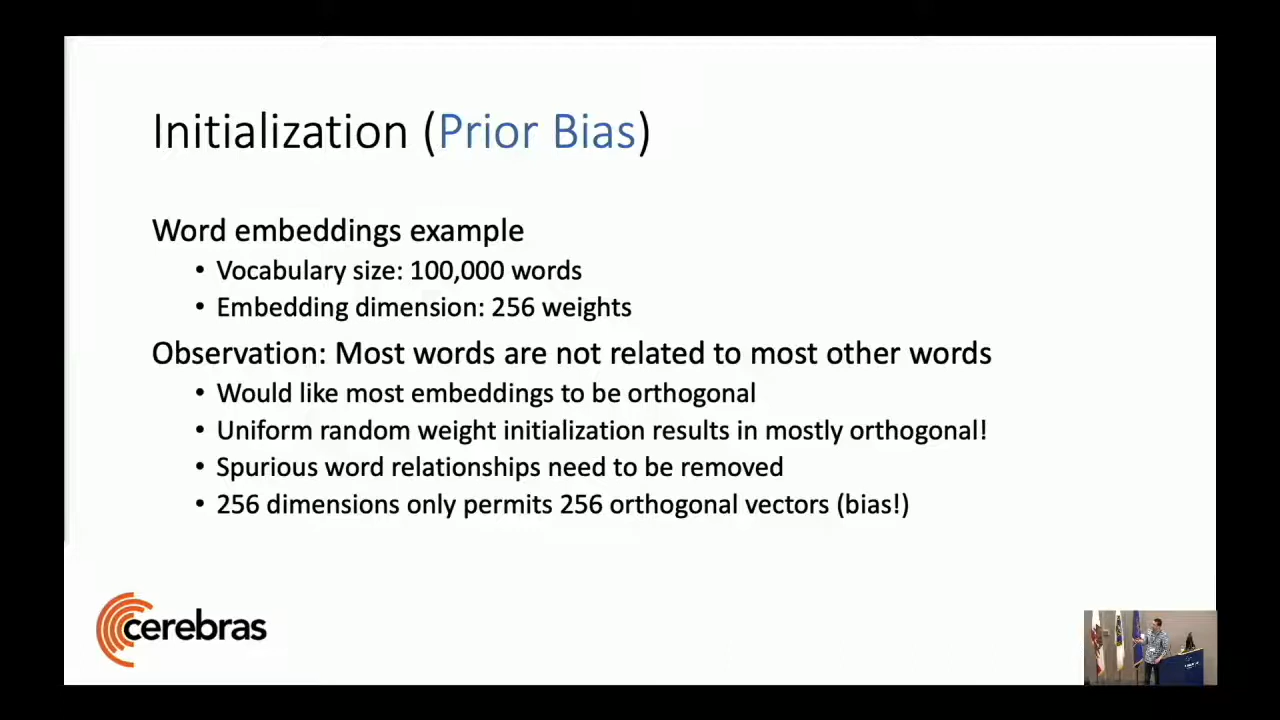 Initialization (Prior Bias)
Word embeddings example
• Vocabulary size: 100,000 words
• Embedding dimension: 256 weights
Observation: Most words are not related to most other words
• Would like most embeddings to be orthogonal
• Uniform random weight initialization results in mostly orthogonal!
• Spurious word relationships need to be removed
• 256 dimensions only permits 256 orthogonal vectors (bias!)
cerebras